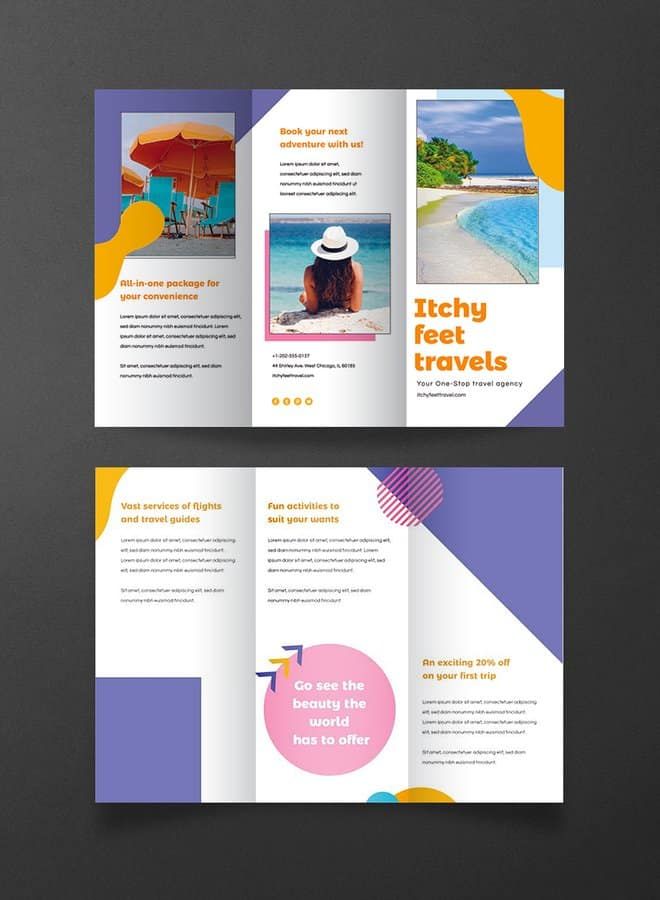 All-in-one package for
your convenience
Lorem ipsum dolor sit amet, consectetuer adipiscing elit,
sed diam nonummy nibh euismod tincidunt. Lorem
ipsum dolor sit amet, consectetuer adipiscing elit, sed
diam nonummy nibh euismod tincidunt.
Sit amet, consectetuer adipiscing elit, sed diam
nonummy nibh euismod tincidunt.
Book your next
adventure with us!
Lorem ipsum dolor sit amet,
consectetuer adipiscing elit, sed diam
nonummy nibh euismod tincidunt ut
laoreet consectetuer adipiscing elit.
+1-202-555-0137
44 Shirley Ave. West Chicago, IL 60185
itchyfeettravel.com
Itchy
feet
travels
Your One-Stop travel agency
itchyfeettravel.com
Vast services of flights
and travel guides
Lorem ipsum dolor sit amet, consectetuer adipiscing
elit, sed diam nonummy nibh euismod tincidunt.
Lorem ipsum dolor sit amet, consectetuer adipiscing
elit, sed diam nonummy nibh euismod tincidunt.
Sit amet, consectetuer adipiscing elit, sed diam
nonummy nibh euismod tincidunt.
Fun activities to
suit your wants
Lorem ipsum dolor sit amet, consectetuer adipiscing elit,
sed diam nonummy nibh euismod tincidunt. Lorem
ipsum dolor sit amet, consectetuer adipiscing elit, sed
diam nonummy nibh euismod tincidunt.
Sit amet, consectetuer adipiscing elit, sed diam
nonummy nibh euismod tincidunt.
Go see the
beauty the
world
has to offer
An exciting 20% off
on your first trip
Lorem ipsum dolor sit amet, consectetuer adipiscing
elit, sed diam nonummy nibh euismod tincidunt.
Lorem ipsum dolor sit amet, consectetuer adipiscing
elit, sed diam nonummy nibh euismod tincidunt.
Sit amet, consectetuer adipiscing elit, sed diam
nonummy nibh euismod tincidunt.